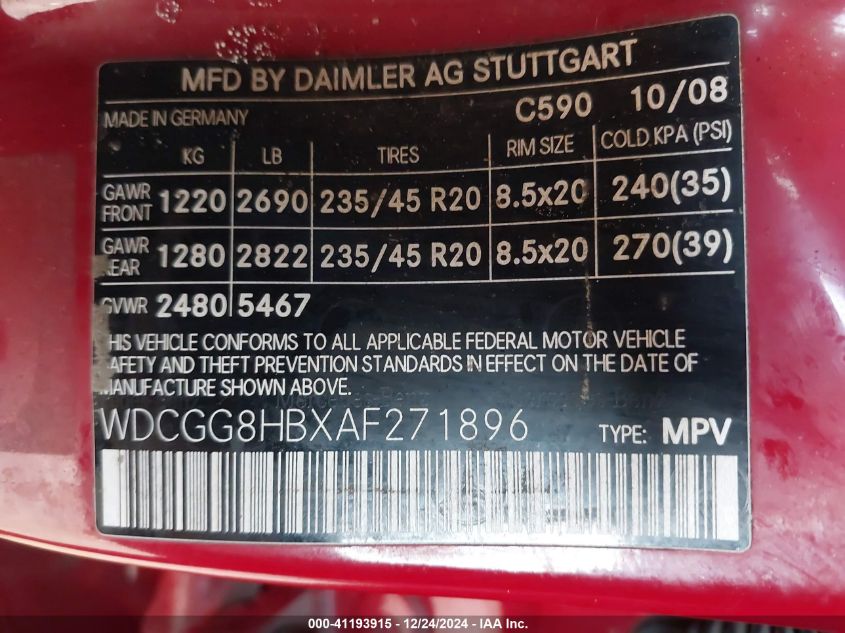 MFD BY DAIMLER AG STUTTGART
MADE IN GERMANY C590 10/08
KG LB TIRES RIM SIZE COLD KPA (PSI)
GAWR FRONT 1220 2690 235/45 R20 8.5x20 240(35)
GAWR REAR 1280 2822 235/45 R20 8.5x20 270(39)
GVWR 2480 5467
THIS VEHICLE CONFORMS TO ALL APPLICABLE FEDERAL MOTOR VEHICLE
SAFETY AND THEFT PREVENTION STANDARDS IN EFFECT ON THE DATE OF
MANUFACTURE SHOWN ABOVE.
WDCGG8HBXAF271896 TYPE: MPV
000-41193915 - 12/24/2024 - IAA Inc.